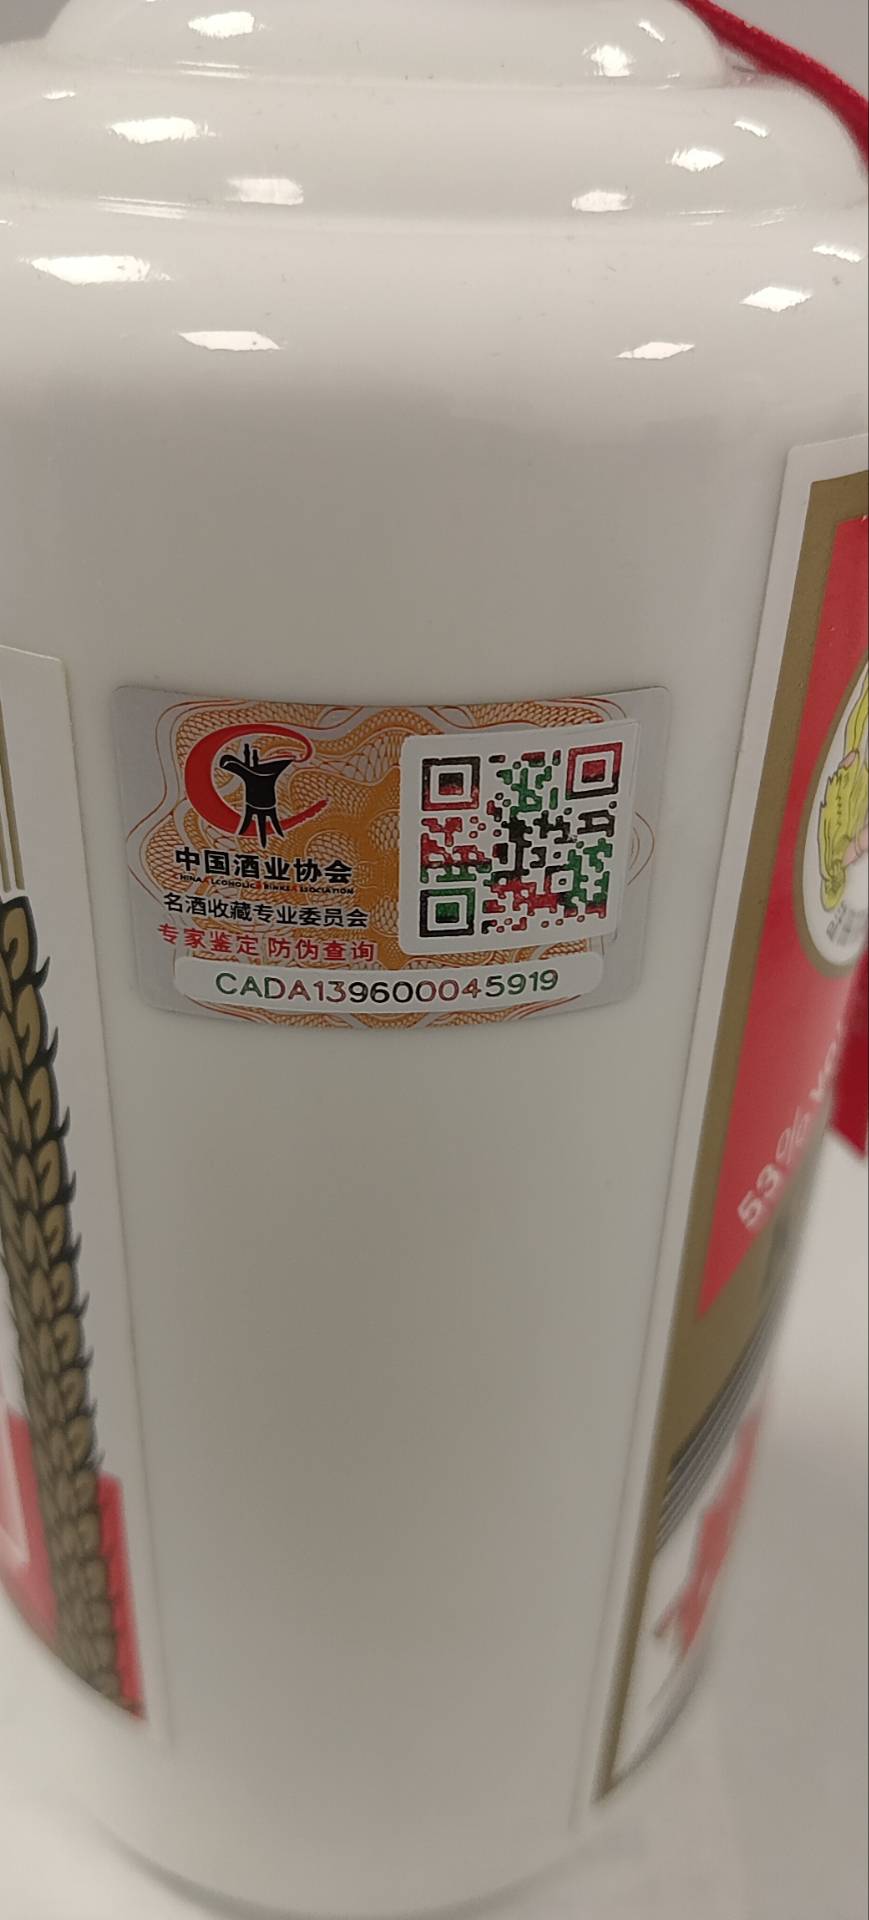 中国酒业协会
名酒收藏专业委员会
专家鉴定 防伪查询
CADA139600045919
53%